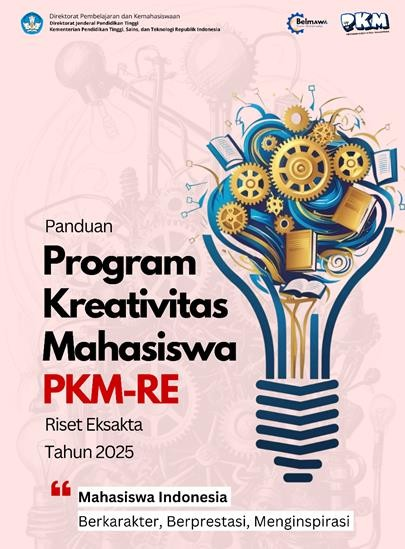 Direktorat Pembelajaran dan Kemahasiswaan
Direktorat Jenderal Pendidikan Tinggi
Kementerian Pendidikan Tinggi, Sains, dan Teknologi Republik Indonesia
Belmawa
PKM
Panduan
Program
Kreativitas
Mahasiswa
PKM-RE
Riset Eksakta
Tahun 2025
“ Mahasiswa Indonesia
Berkarakter, Berprestasi, Menginspirasi